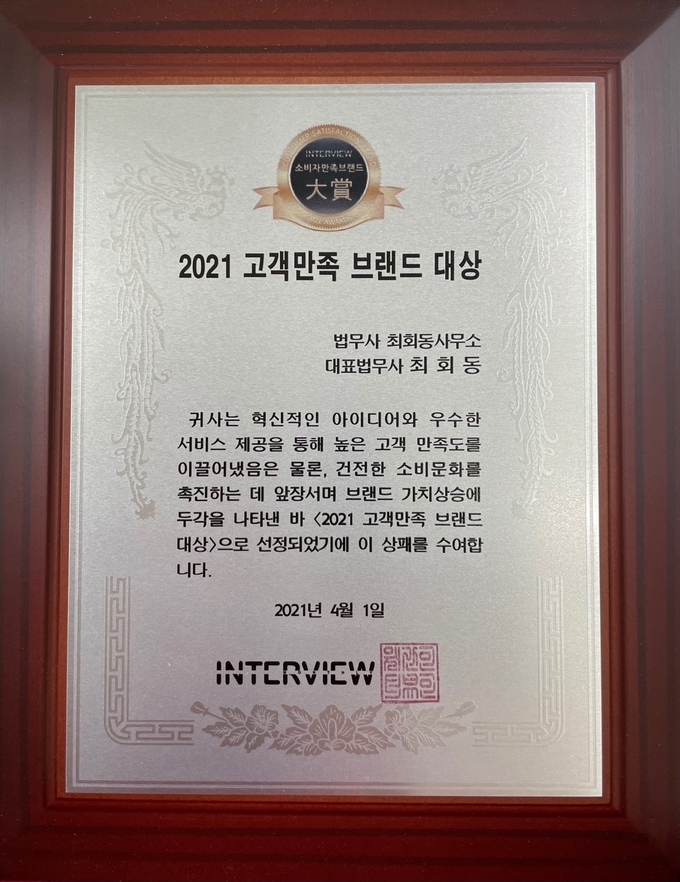 INTERVIEW
소비자만족브랜드
大賞
2021 고객만족 브랜드 대상
법무사 최회동사무소
대표법무사 최 회 동
귀사는 혁신적인 아이디어와 우수한
서비스 제공을 통해 높은 고객 만족도를
이끌어냈음은 물론, 건전한 소비문화를
촉진하는 데 앞장서며 브랜드 가치상승에
두각을 나타낸 바 〈2021 고객만족 브랜드
대상〉으로 선정되었기에 이 상패를 수여합
니다.
2021년 4월 1일
INTERVIEW